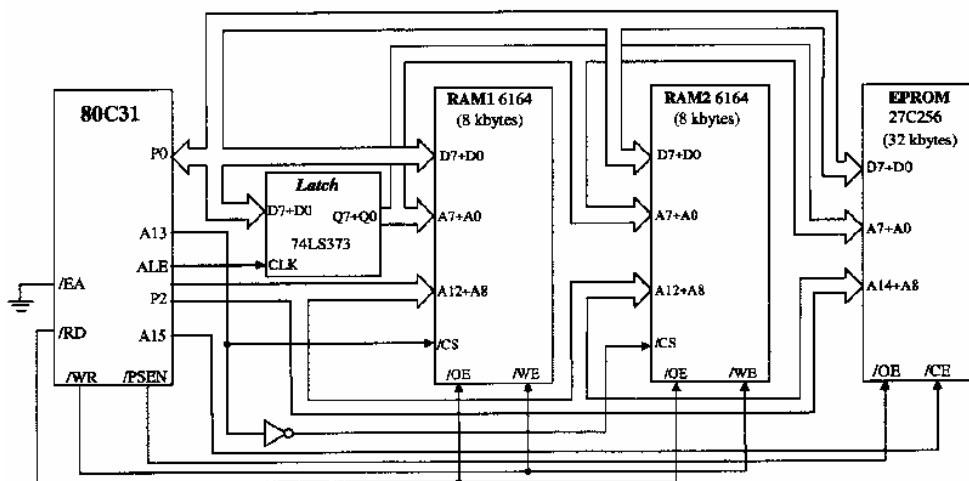 80C31
P0
A13
ALE
/EA
P2
/RD
A15
/WR
/PSEN
Latch
D7+D0
Q7+Q0
74LS373
CLK
RAM1 6164
(8 kbytes)
D7+D0
A7+A0
A12+A8
/CS
/OE
/WE
RAM2 6164
(8 kbytes)
D7+D0
A7+A0
A12+A8
/CS
/OE
/WE
EPROM
27C256
(32 kbytes)
D7+D0
A7+A0
A14+A8
/OE
/CE